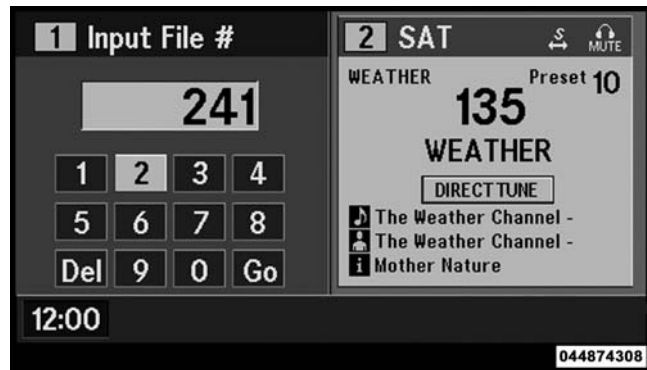 1 Input File #
241
1 2 3 4
5 6 7 8
Del 9 0 Go
2 SAT S MUTE
WEATHER Preset 10
135
WEATHER
DIRECT TUNE
The Weather Channel -
The Weather Channel -
i Mother Nature
12:00
044874308